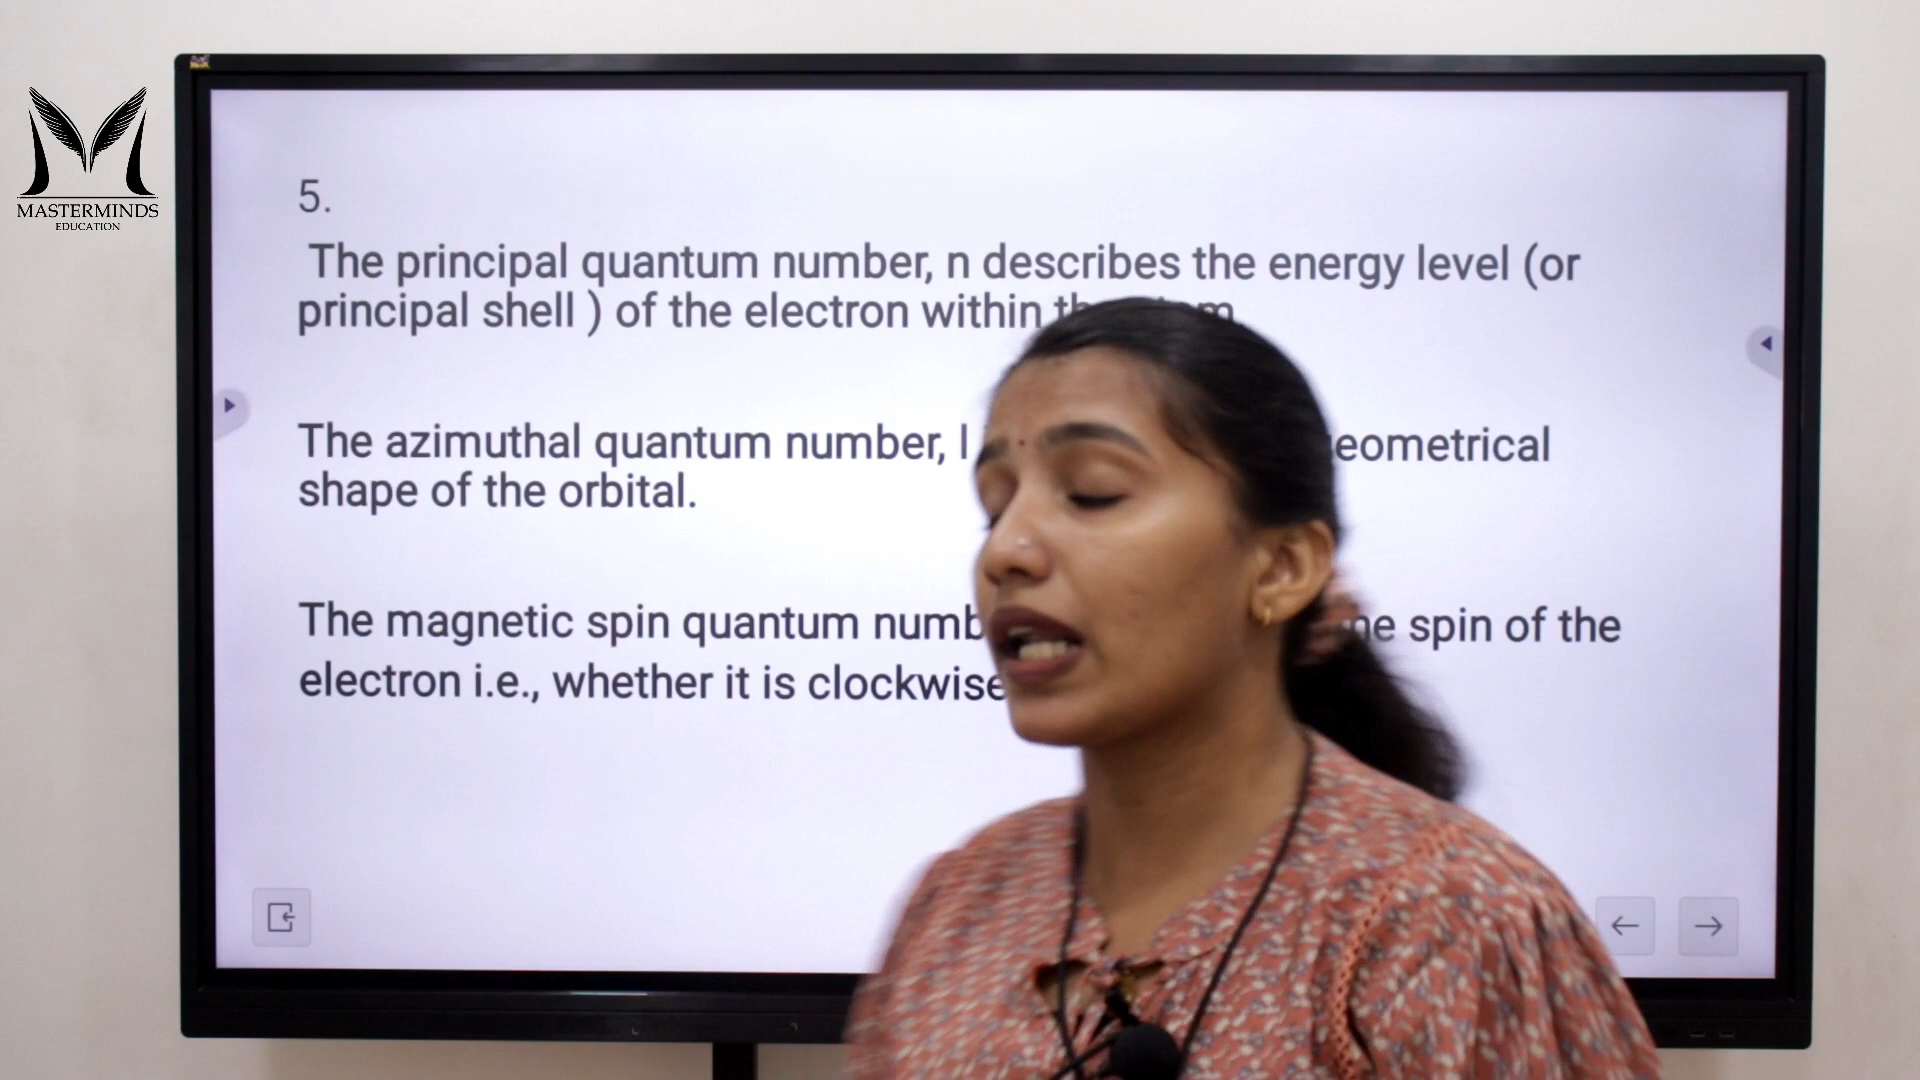 MASTERMINDS
EDUCATION
5.
The principal quantum number, n describes the energy level (or
principal shell ) of the electron within
The azimuthal quantum number, l
shape of the orbital.
The magnetic spin quantum spin of the
electron i.e., whether it is clockwise